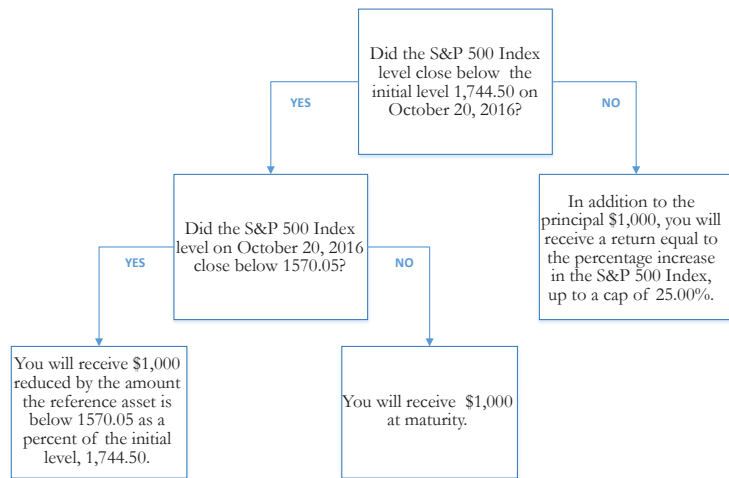 Did the S&P 500 Index
level close below the
initial level 1,744.50 on
October 20, 2016?
YES
NO
Did the S&P 500 Index
level on October 20, 2016
close below 1570.05?
In addition to the
principal $1,000, you will
receive a return equal to
the percentage increase
in the S&P 500 Index,
up to a cap of 25.00%.
YES
NO
You will receive $1,000
reduced by the amount
the reference asset is
below 1570.05 as a
percent of the initial
level, 1,744.50.
You will receive $1,000
at maturity.